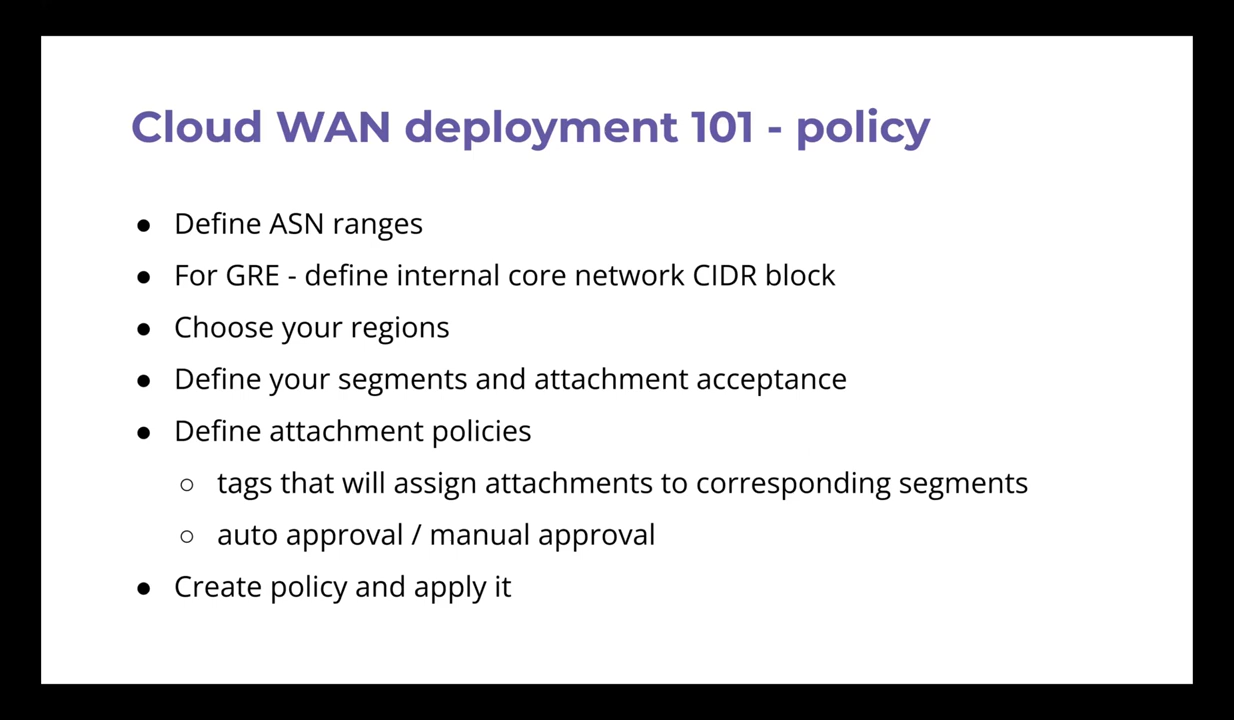 Cloud WAN deployment 101 - policy
● Define ASN ranges
● For GRE - define internal core network CIDR block
● Choose your regions
● Define your segments and attachment acceptance
● Define attachment policies
○ tags that will assign attachments to corresponding segments
○ auto approval / manual approval
● Create policy and apply it